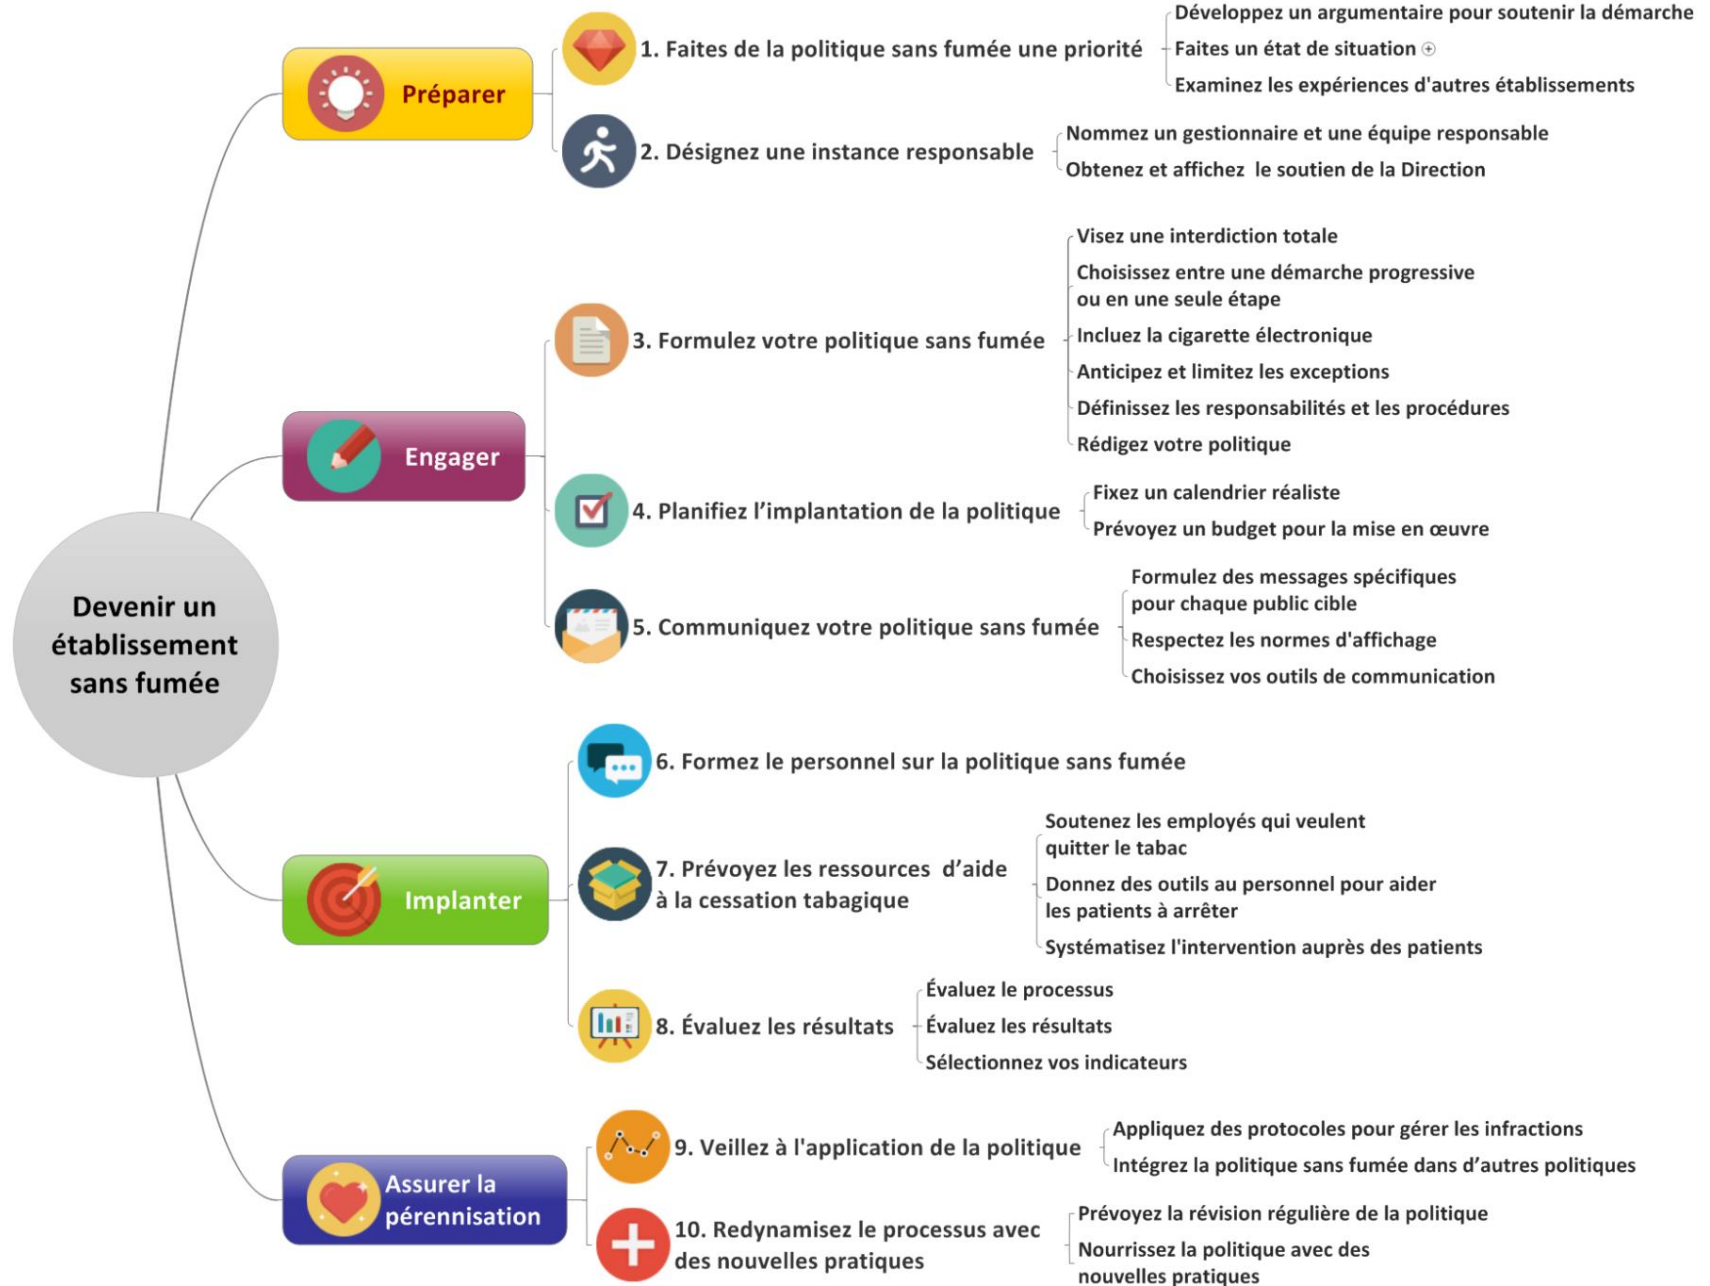 Devenir un
établissement
sans fumée
Préparer
1. Faites de la politique sans fumée une priorité
Développez un argumentaire pour soutenir la démarche
Faites un état de situation
Examinez les expériences d'autres établissements
2. Désignez une instance responsable
Nommez un gestionnaire et une équipe responsable
Obtenez et affichez  le soutien de la Direction
Engager
3. Formulez votre politique sans fumée
Visez une interdiction totale
Choisissez entre une démarche progressive
ou en une seule étape
Incluez la cigarette électronique
Anticipez et limitez les exceptions
Définissez les responsabilités et les procédures
Rédigez votre politique
4. Planifiez l’implantation de la politique
Fixez un calendrier réaliste
Prévoyez un budget pour la mise en œuvre
5. Communiquez votre politique sans fumée
Formulez des messages spécifiques
pour chaque public cible
Respectez les normes d'affichage
Choisissez vos outils de communication
Implanter
6. Formez le personnel sur la politique sans fumée
7. Prévoyez les ressources  d’aide
à la cessation tabagique
Soutenez les employés qui veulent
quitter le tabac
Donnez des outils au personnel pour aider
les patients à arrêter
Systématisez l'intervention auprès des patients
8. Évaluez les résultats
Évaluez le processus
Évaluez les résultats
Sélectionnez vos indicateurs
Assurer la
pérennisation
9. Veillez à l'application de la politique
Appliquez des protocoles pour gérer les infractions
Intégrez la politique sans fumée dans d’autres politiques
10. Redynamisez le processus avec
des nouvelles pratiques
Prévoyez la révision régulière de la politique
Nourrissez la politique avec des
nouvelles pratiques